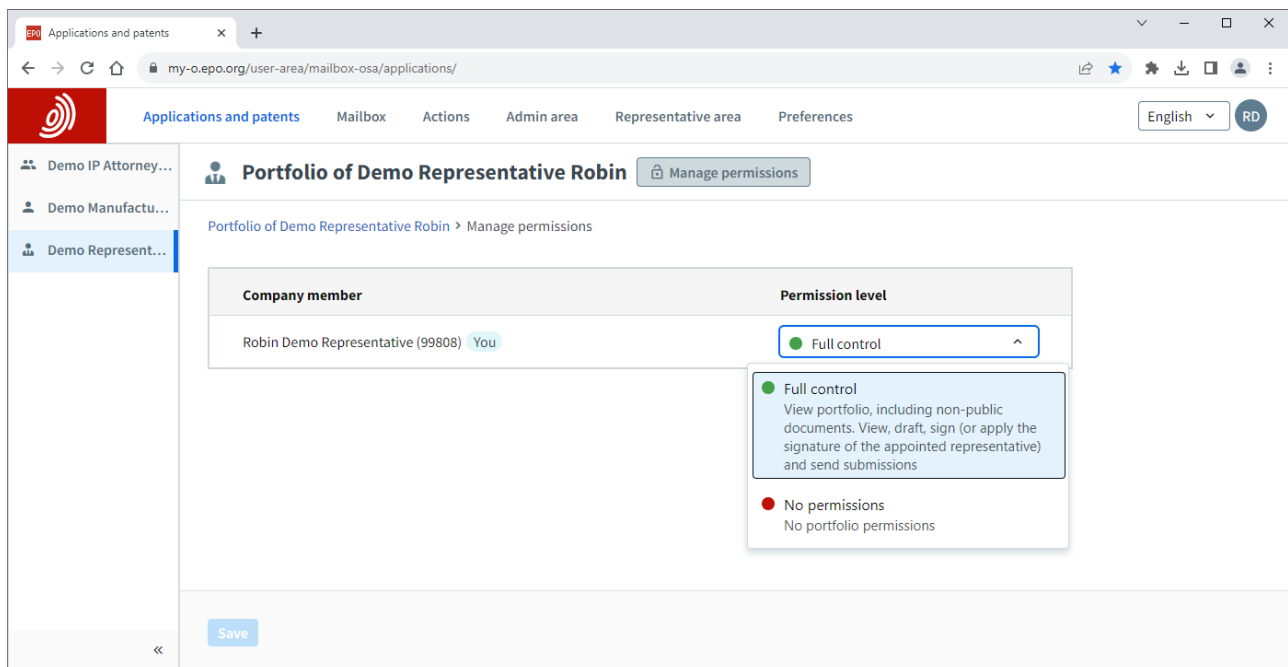 EPO Applications and patents
my-o.epo.org/user-area/mailbox-osa/applications/
Applications and patents Mailbox Actions Admin area Representative area Preferences English RD
Demo IP Attorney...
Demo Manufactu...
Demo Represent...
Portfolio of Demo Representative Robin Manage permissions
Portfolio of Demo Representative Robin > Manage permissions
Company member Permission level
Robin Demo Representative (99808) You Full control
Full control
View portfolio, including non-public
documents. View, draft, sign (or apply the
signature of the appointed representative)
and send submissions
No permissions
No portfolio permissions
Save
«